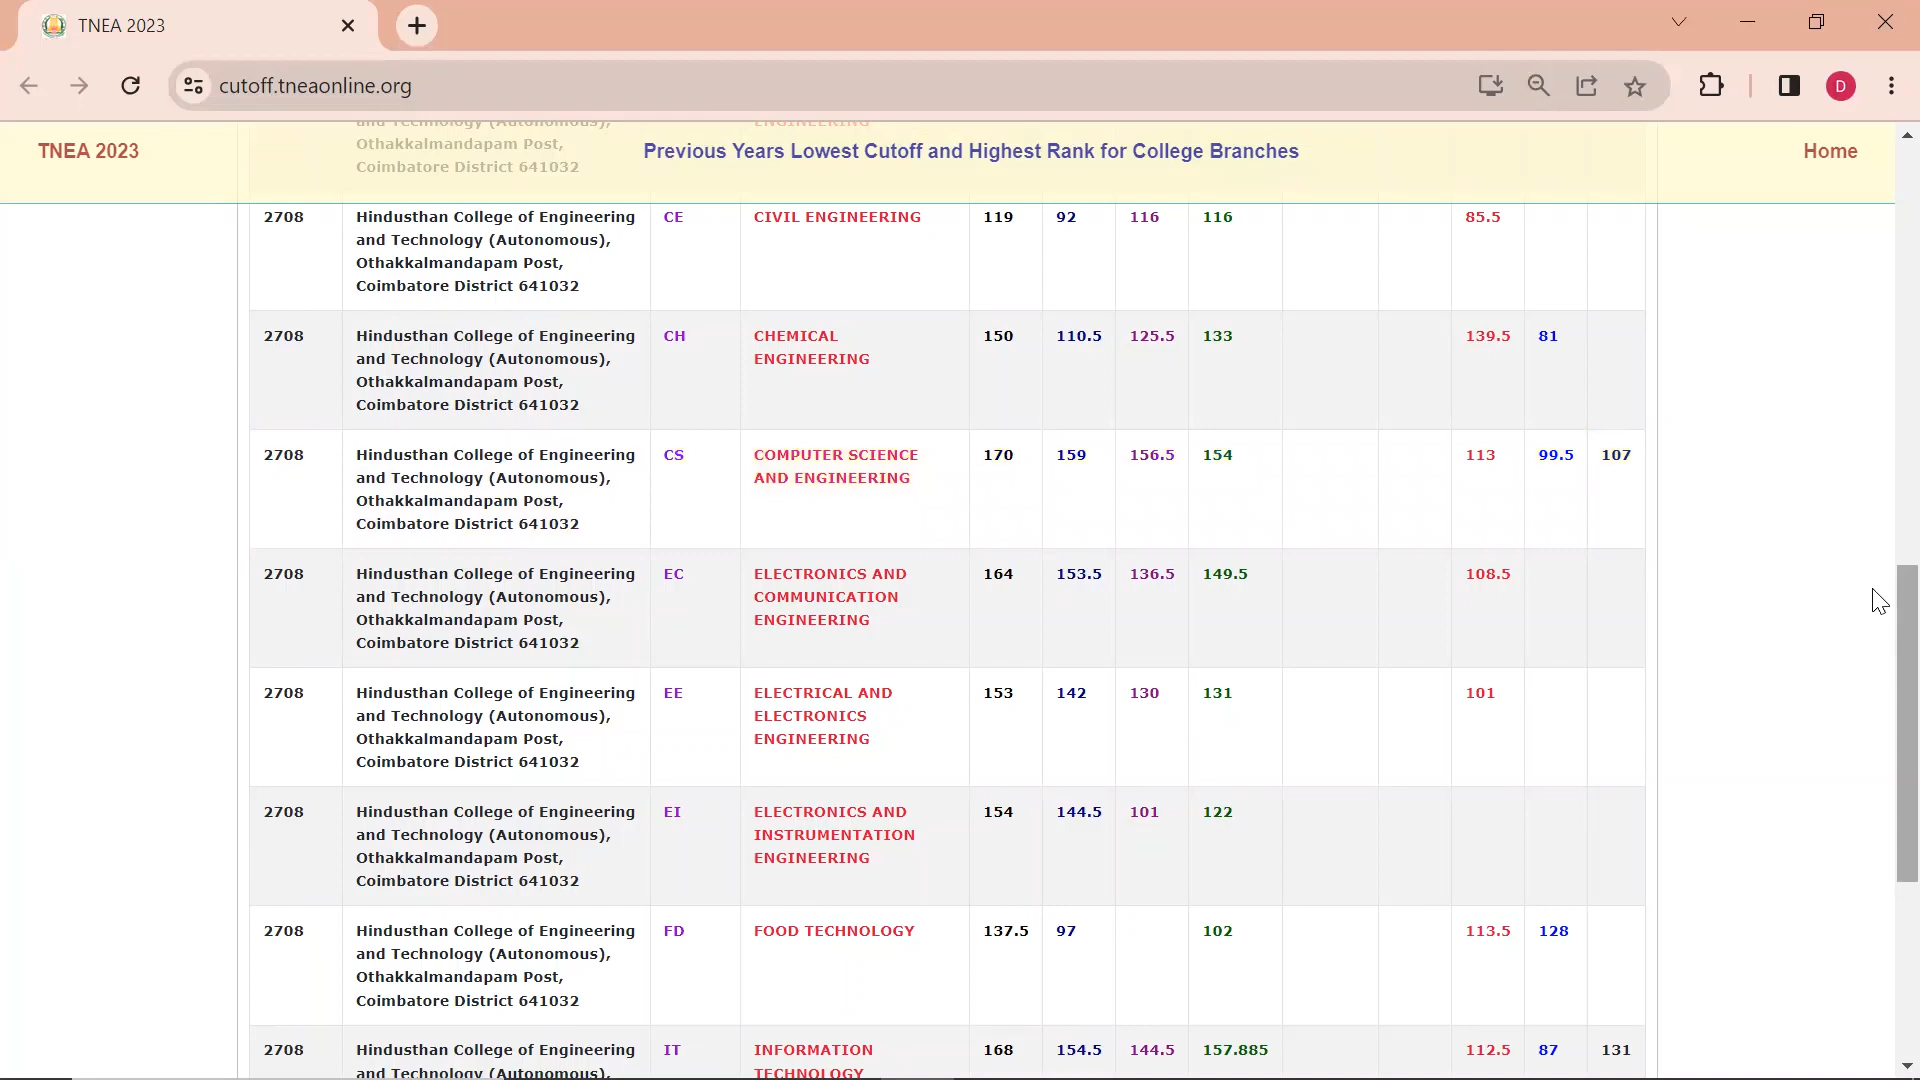 TNEA 2023
cutoff.tneaonline.org
D
and Technology (Autonomous), ENGINEERING
Othakkalmandapam Post,
Coimbatore District 641032
TNEA 2023 Previous Years Lowest Cutoff and Highest Rank for College Branches Home
2708 Hindusthan College of Engineering CE CIVIL ENGINEERING 119 92 116 116 85.5
and Technology (Autonomous),
Othakkalmandapam Post,
Coimbatore District 641032
2708 Hindusthan College of Engineering CH CHEMICAL 150 110.5 125.5 133 139.5 81
and Technology (Autonomous), ENGINEERING
Othakkalmandapam Post,
Coimbatore District 641032
2708 Hindusthan College of Engineering CS COMPUTER SCIENCE 170 159 156.5 154 113 99.5 107
and Technology (Autonomous), AND ENGINEERING
Othakkalmandapam Post,
Coimbatore District 641032
2708 Hindusthan College of Engineering EC ELECTRONICS AND 164 153.5 136.5 149.5 108.5
and Technology (Autonomous), COMMUNICATION
Othakkalmandapam Post, ENGINEERING
Coimbatore District 641032
2708 Hindusthan College of Engineering EE ELECTRICAL AND 153 142 130 131 101
and Technology (Autonomous), ELECTRONICS
Othakkalmandapam Post, ENGINEERING
Coimbatore District 641032
2708 Hindusthan College of Engineering EI ELECTRONICS AND 154 144.5 101 122
and Technology (Autonomous), INSTRUMENTATION
Othakkalmandapam Post, ENGINEERING
Coimbatore District 641032
2708 Hindusthan College of Engineering FD FOOD TECHNOLOGY 137.5 97 102 113.5 128
and Technology (Autonomous),
Othakkalmandapam Post,
Coimbatore District 641032
2708 Hindusthan College of Engineering IT INFORMATION 168 154.5 144.5 157.885 112.5 87 131
and Technology (Autonomous), TECHNOLOGY